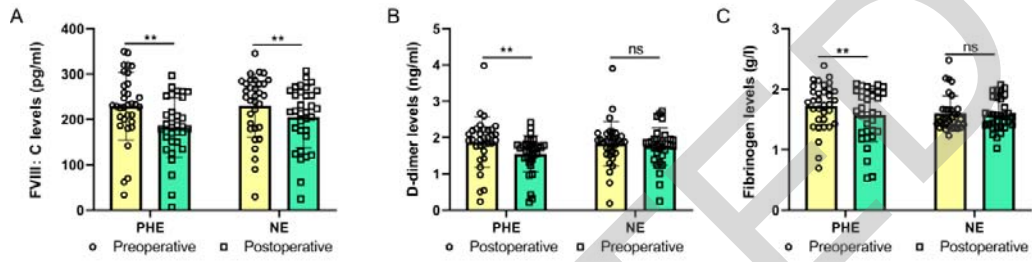 A
FVIII: C levels (pg/ml)
400
300
200
100
0
**
**
PHE
NE
Preoperative
Postoperative
B
D-dimer levels (ng/ml)
5
4
3
2
1
0
**
ns
PHE
NE
Postoperative
Preoperative
C
Fibrinogen levels (g/l)
3
2
1
0
**
ns
PHE
NE
Preoperative
Postoperative